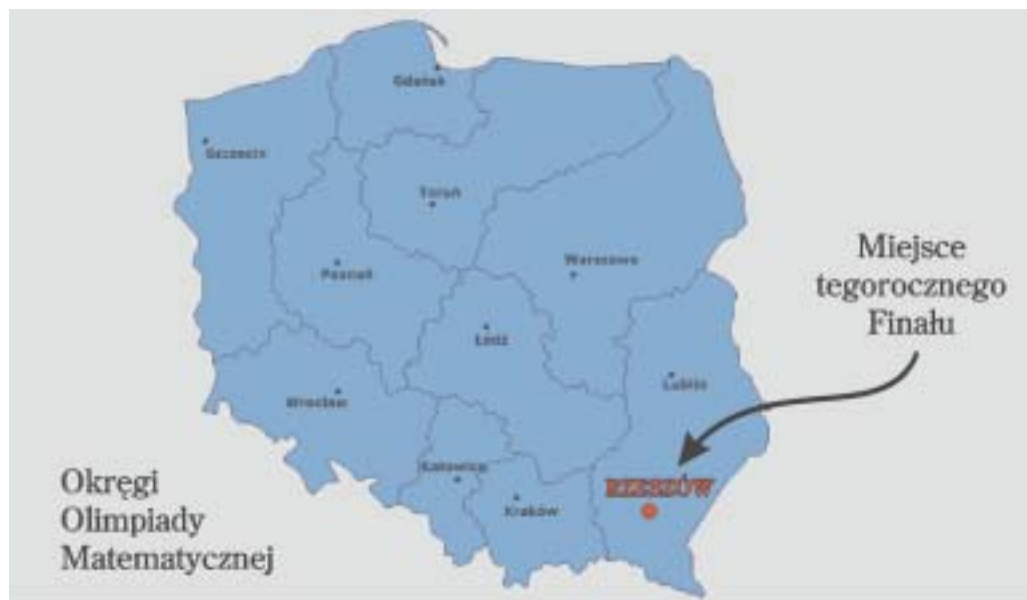 Gdańsk
Szczecin
Toruń
Poznań
Warszawa
Łódź
Wrocław
Lublin
Katowice
Kraków
RZESZÓW
Miejsce
tegorocznego
Finału
Okręgi
Olimpiady
Matematycznej